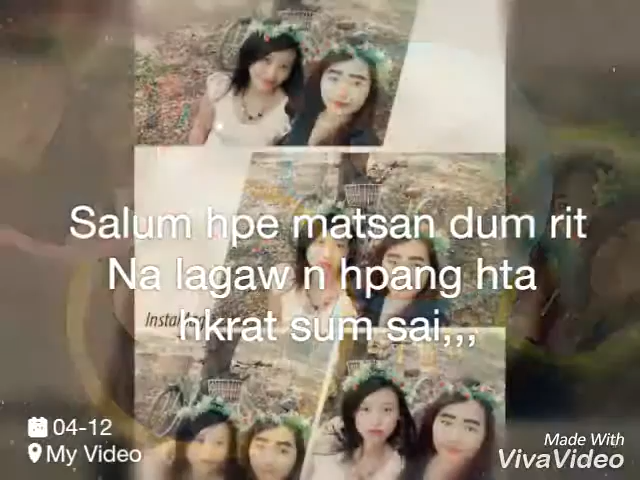 Salum hpe matsan dum rit
Na lagaw n hpang hta
hkrat sum sai,,,
04-12
My Video
Made With
VivaVideo